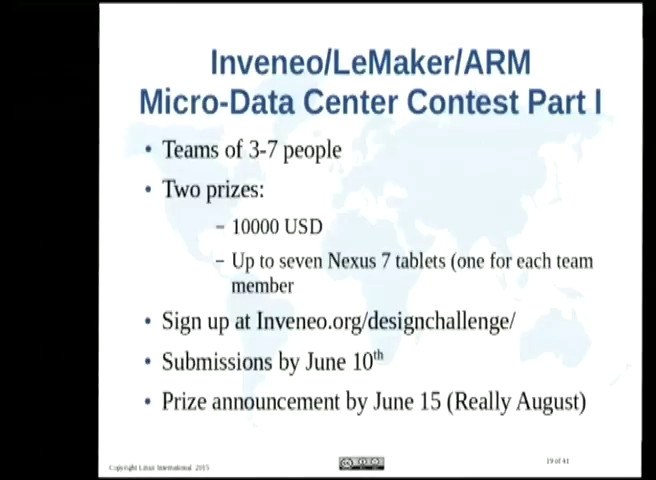 Inveneo/LeMaker/ARM
Micro-Data Center Contest Part I
• Teams of 3-7 people
• Two prizes:
– 10000 USD
– Up to seven Nexus 7 tablets (one for each team
member
• Sign up at Inveneo.org/designchallenge/
• Submissions by June 10th
• Prize announcement by June 15 (Really August)
Copyright Linux International 2015
19 of 41